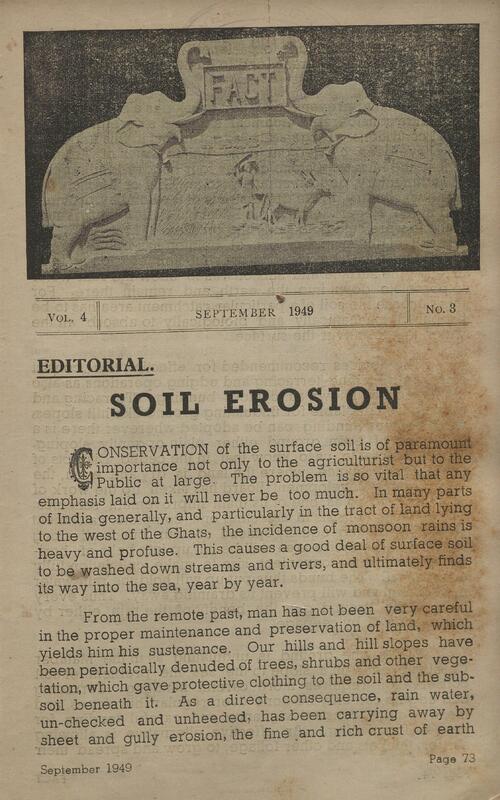 FACT
VOL. 4 SEPTEMBER 1949 No. 3
EDITORIAL.
SOIL EROSION
CONSERVATION of the surface soil is of paramount
importance not only to the agriculturist but to the
Public at large. The problem is so vital that any
emphasis laid on it will never be too much. In many parts
of India generally, and particularly in the tract of land lying
to the west of the Ghats, the incidence of monsoon rains is
heavy and profuse. This causes a good deal of surface soil
to be washed down streams and rivers, and ultimately finds
its way into the sea, year by year.
From the remote past, man has not been very careful
in the proper maintenance and preservation of land, which
yields him his sustenance. Our hills and hill slopes have
been periodically denuded of trees, shrubs and other vege-
tation, which gave protective clothing to the soil and the sub-
soil beneath it. As a direct consequence, rain water,
un-checked and unheeded, has been carrying away by
sheet and gully erosion, the fine and rich crust of earth
September 1949 Page 73